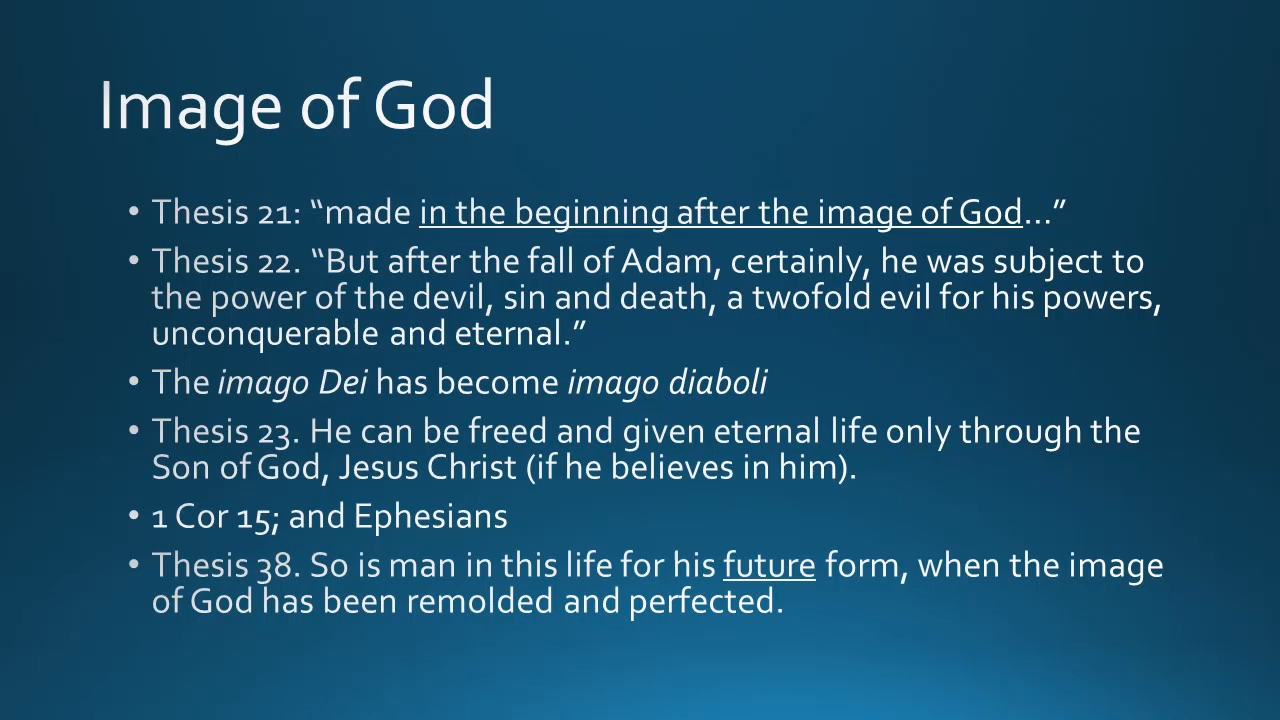 Image of God
• Thesis 21: “made in the beginning after the image of God…”
• Thesis 22. “But after the fall of Adam, certainly, he was subject to
the power of the devil, sin and death, a twofold evil for his powers,
unconquerable and eternal.”
• The imago Dei has become imago diaboli
• Thesis 23. He can be freed and given eternal life only through the
Son of God, Jesus Christ (if he believes in him).
• 1 Cor 15; and Ephesians
• Thesis 38. So is man in this life for his future form, when the image
of God has been remolded and perfected.